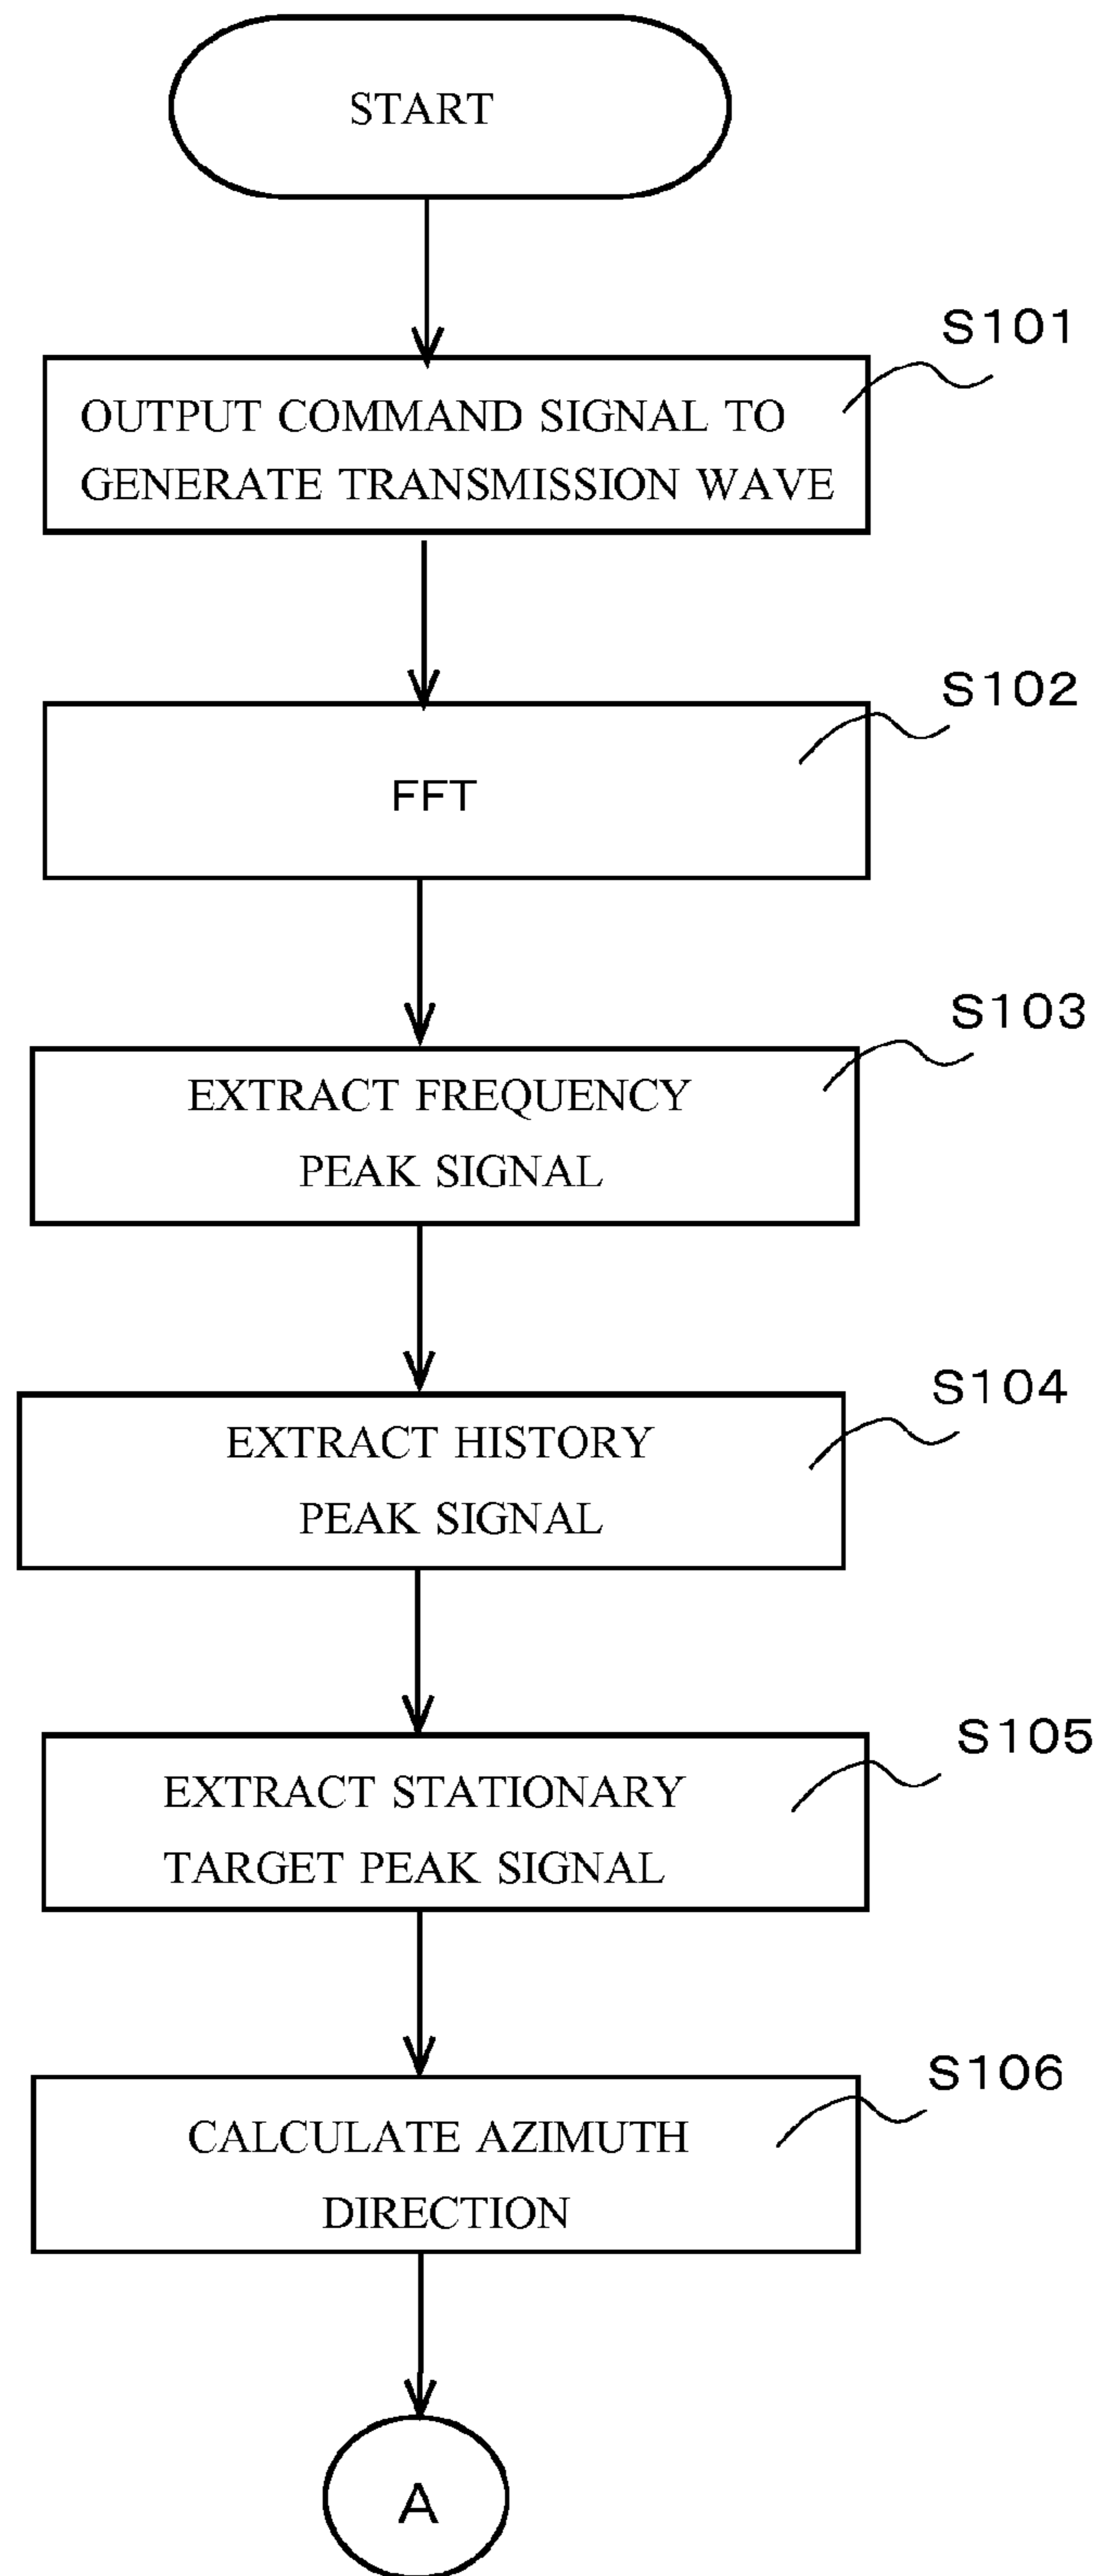 START
S101
OUTPUT COMMAND SIGNAL TO
GENERATE TRANSMISSION WAVE
S102
FFT
S103
EXTRACT FREQUENCY
PEAK SIGNAL
S104
EXTRACT HISTORY
PEAK SIGNAL
S105
EXTRACT STATIONARY
TARGET PEAK SIGNAL
S106
CALCULATE AZIMUTH
DIRECTION
A